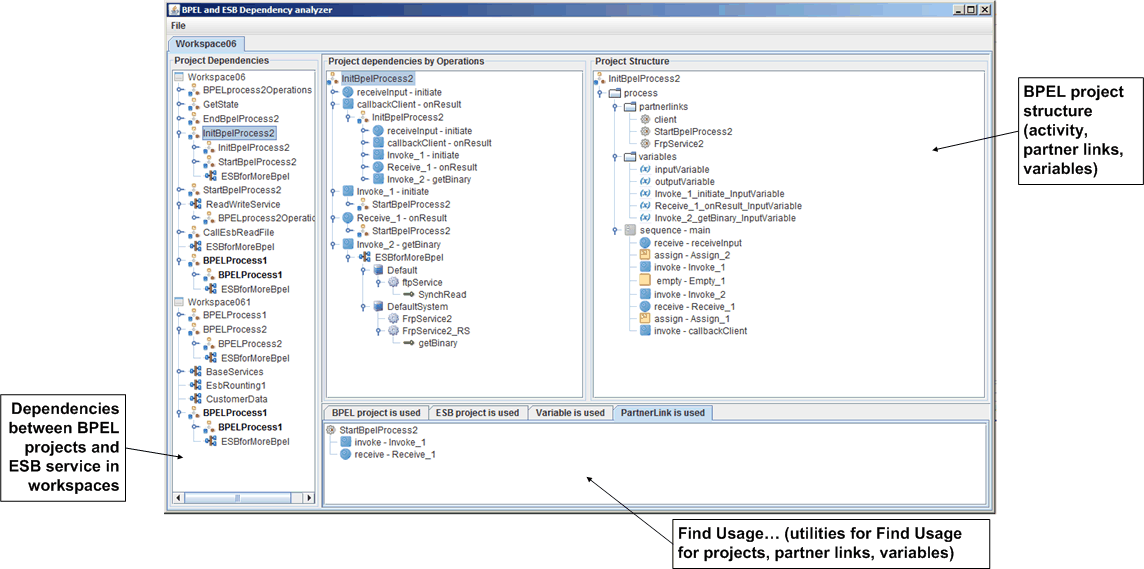 BPEL and ESB Dependency analyzer
File
Workspace06
Project Dependencies
Workspace06
BPELprocess2Operations
GetState
EndBpelProcess2
InitBpelProcess2
InitBpelProcess2
StartBpelProcess2
ESBforMoreBpel
StartBpelProcess2
ReadWriteService
BPELprocess2Operatio
CallEsbReadFile
ESBforMoreBpel
BPELProcess1
BPELProcess1
ESBforMoreBpel
Workspace061
BPELProcess1
BPELProcess2
BPELProcess2
ESBforMoreBpel
BaseServices
EsbRounting1
CustomerData
BPELProcess1
BPELProcess1
ESBforMoreBpel
Project dependencies by Operations
InitBpelProcess2
receiveInput - initiate
callbackClient - onResult
InitBpelProcess2
receiveInput - initiate
callbackClient - onResult
Invoke_1 - initiate
Receive_1 - onResult
Invoke_2 - getBinary
Invoke_1 - initiate
StartBpelProcess2
Receive_1 - onResult
StartBpelProcess2
Invoke_2 - getBinary
ESBforMoreBpel
Default
ftpService
SynchRead
DefaultSystem
FrpService2
FrpService2_RS
getBinary
Project Structure
InitBpelProcess2
process
partnerlinks
client
StartBpelProcess2
FrpService2
variables
(x) inputVariable
(x) outputVariable
(x) Invoke_1_initiate_InputVariable
(x) Receive_1_onResult_InputVariable
(x) Invoke_2_getBinary_InputVariable
sequence - main
receive - receiveInput
assign - Assign_2
invoke - Invoke_1
empty - Empty_1
invoke - Invoke_2
receive - Receive_1
assign - Assign_1
invoke - callbackClient
BPEL project is used
ESB project is used
Variable is used
PartnerLink is used
StartBpelProcess2
invoke - Invoke_1
receive - Receive_1
BPEL project
structure
(activity,
partner links,
variables)
Dependencies
between BPEL
projects and
ESB service in
workspaces
Find Usage… (utilities for Find Usage
for projects, partner links, variables)